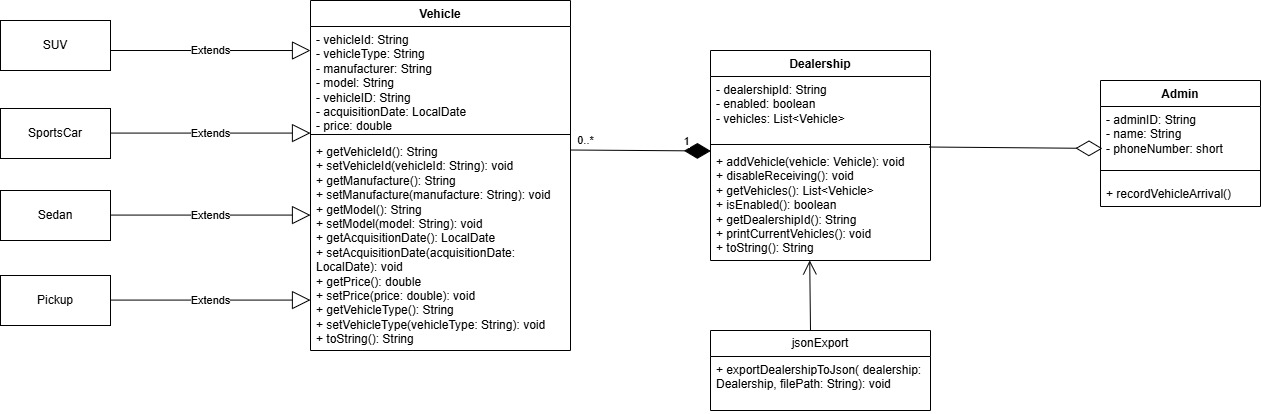 SUV
Extends
SportsCar
Extends
Sedan
Extends
Pickup
Extends
Vehicle
- vehicleId: String
- vehicleType: String
- manufacturer: String
- model: String
- vehicleID: String
- acquisitionDate: LocalDate
- price: double
+ getVehicleId(): String
+ setVehicleId(vehicleId: String): void
+ getManufacture(): String
+ setManufacture(manufacture: String): void
+ getModel(): String
+ setModel(model: String): void
+ getAcquisitionDate(): LocalDate
+ setAcquisitionDate(acquisitionDate:
LocalDate): void
+ getPrice(): double
+ setPrice(price: double): void
+ getVehicleType(): String
+ setVehicleType(vehicleType: String): void
+ toString(): String
0..*
1
Dealership
- dealershipId: String
- enabled: boolean
- vehicles: List<Vehicle>
+ addVehicle(vehicle: Vehicle): void
+ disableReceiving(): void
+ getVehicles(): List<Vehicle>
+ isEnabled(): boolean
+ getDealershipId(): String
+ printCurrentVehicles(): void
+ toString(): String
jsonExport
+ exportDealershipToJson( dealership:
Dealership, filePath: String): void
Admin
- adminID: String
- name: String
- phoneNumber: short
+ recordVehicleArrival()